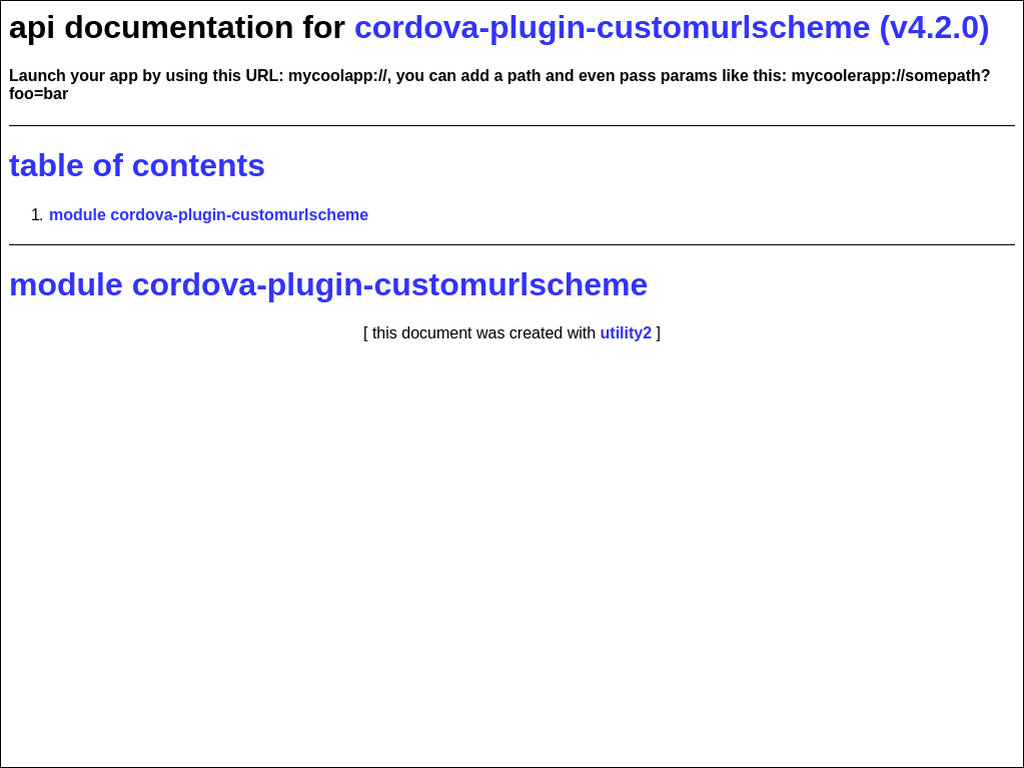 api documentation for cordova-plugin-customurlscheme (v4.2.0)
Launch your app by using this URL: mycoolapp://, you can add a path and even pass params like this: mycoolerapp://somepath?
foo=bar
table of contents
1. module cordova-plugin-customurlscheme
module cordova-plugin-customurlscheme
[ this document was created with utility2 ]